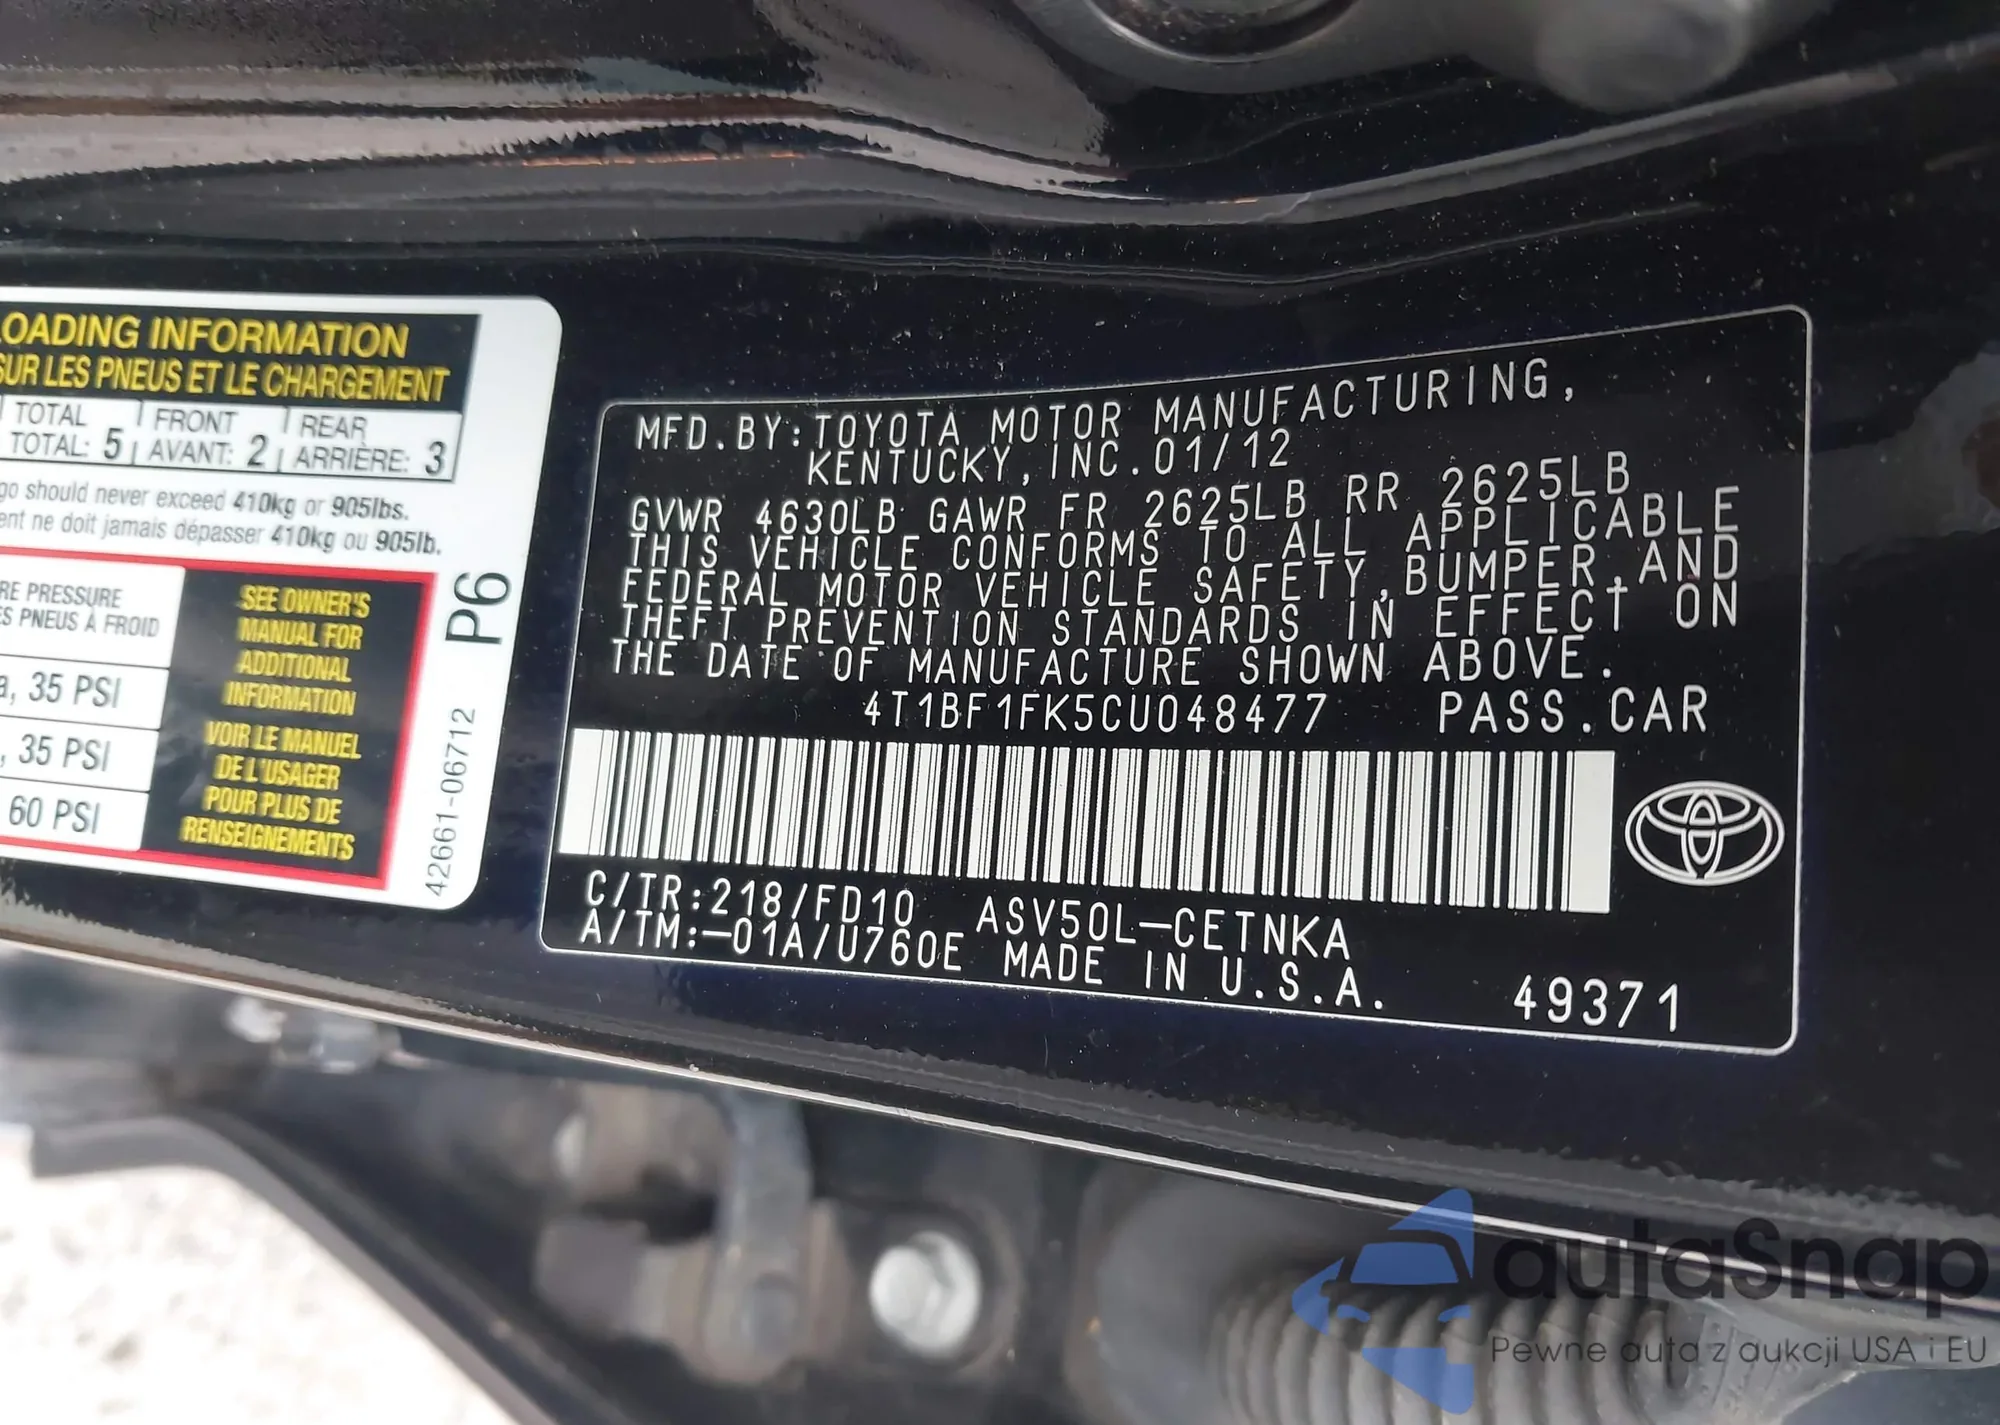 LOADING INFORMATION
SUR LES PNEUS ET LE CHARGEMENT
TOTAL | FRONT | REAR
TOTAL: 5 | AVANT: 2 | ARRIÈRE: 3
go should never exceed 410kg or 905lbs.
ent ne doit jamais dépasser 410kg ou 905lb.
RE PRESSURE
ES PNEUS À FROID
a, 35 PSI
, 35 PSI
60 PSI
SEE OWNER'S
MANUAL FOR
ADDITIONAL
INFORMATION
VOIR LE MANUEL
DE L'USAGER
POUR PLUS DE
RENSEIGNEMENTS
P6
42661-06712
MFD.BY:TOYOTA MOTOR MANUFACTURING,
KENTUCKY, INC. 01/12
GVWR 4630LB GAWR FR 2625LB RR 2625LB
THIS VEHICLE CONFORMS TO ALL APPLICABLE
FEDERAL MOTOR VEHICLE SAFETY, BUMPER, AND
THEFT PREVENTION STANDARDS IN EFFECT ON
THE DATE OF MANUFACTURE SHOWN ABOVE.
4T1BF1FK5CU048477 PASS.CAR
C/TR:218/FD10 ASV50L-CETNKA
A/TM:-01A/U760E MADE IN U.S.A. 49371
autaSnap
Pewne auta z aukcji USA i EU